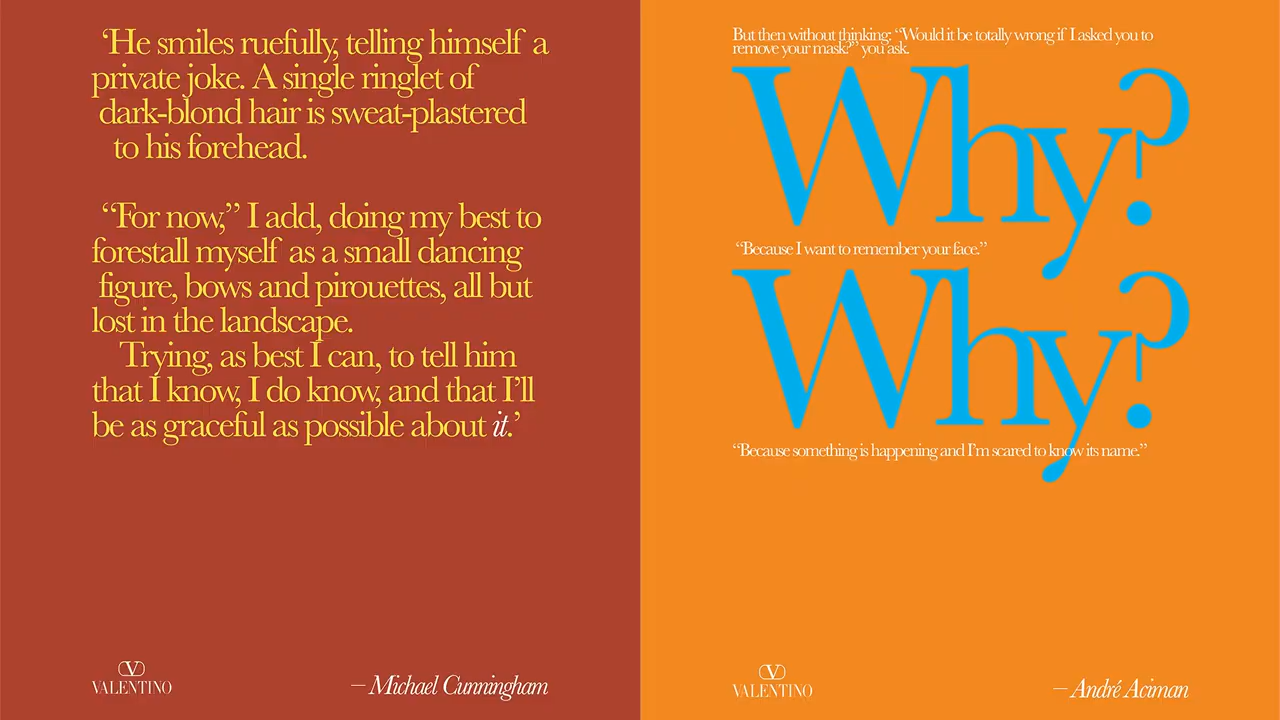 ‘He smiles ruefully, telling himself a
private joke. A single ringlet of
dark-blond hair is sweat-plastered
to his forehead.
“For now,” I add, doing my best to
forestall myself as a small dancing
figure, bows and pirouettes, all but
lost in the landscape.
Trying, as best I can, to tell him
that I know, I do know, and that I’ll
be as graceful as possible about it.’
VALENTINO
— Michael Cunningham
But then without thinking: “Would it be totally wrong if I asked you to
remove your mask?” you ask.
Why?
“Because I want to remember your face.”
Why?
“Because something is happening and I’m scared to know its name.”
VALENTINO
— André Aciman